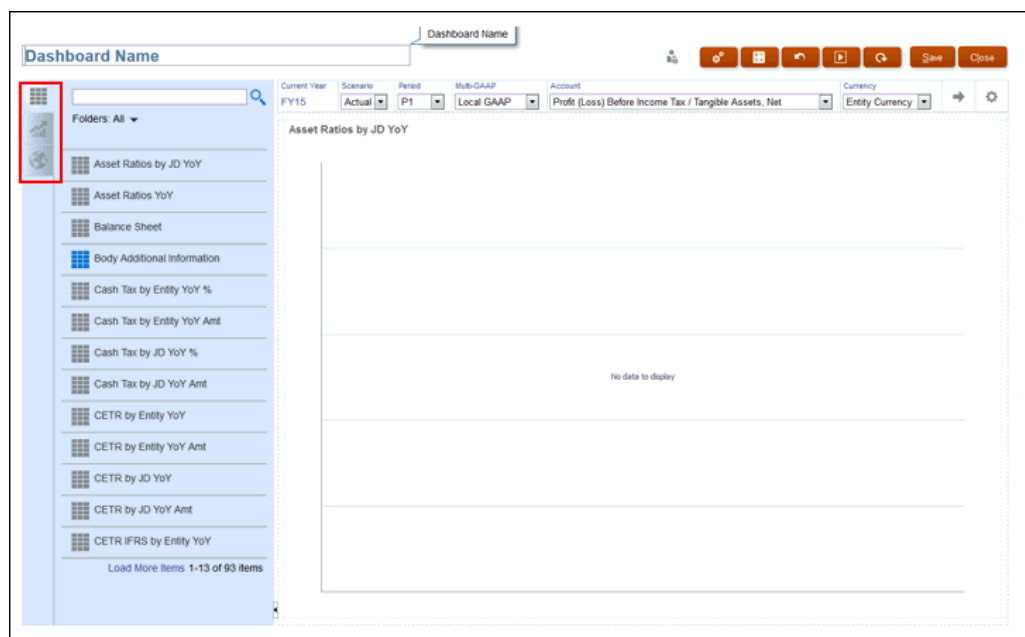 Dashboard Name
Dashboard Name
Save
Close
Current Year Scenario Period Multi-GAAP Account Currency
FY15 Actual P1 Local GAAP Profit (Loss) Before Income Tax / Tangible Assets, Net Entity Currency
Folders: All
Asset Ratios by JD YoY
Asset Ratios by JD YoY
Asset Ratios YoY
Balance Sheet
Body Additional Information
Cash Tax by Entity YoY %
Cash Tax by Entity YoY Amt
Cash Tax by JD YoY %
Cash Tax by JD YoY Amt
CETR by Entity YoY
CETR by Entity YoY Amt
CETR by JD YoY
CETR by JD YoY Amt
CETR IFRS by Entity YoY
Load More Items 1-13 of 93 items
No data to display